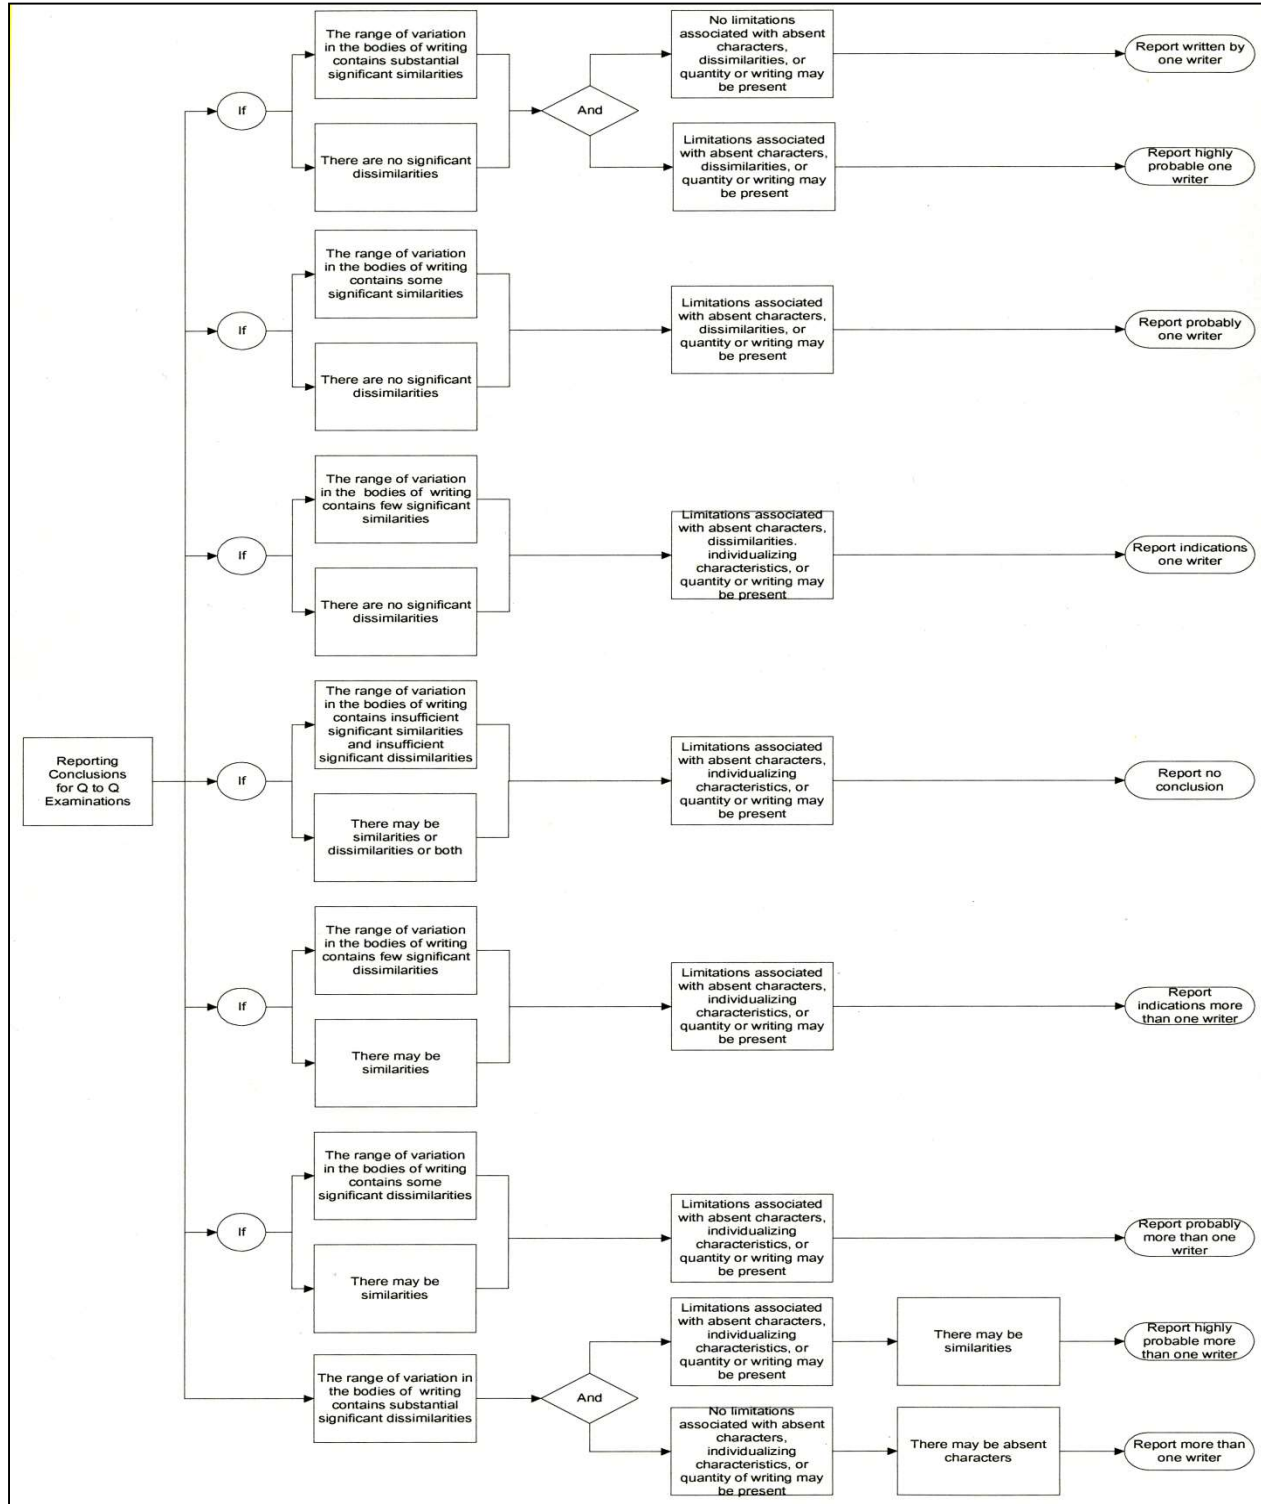 The range of variation
in the bodies of writing
contains substantial
significant similarities
No limitations
associated with absent
characters,
dissimilarities, or
quantity or writing may
be present
Report written by
one writer
If
And
There are no significant
dissimilarities
Limitations associated
with absent characters,
dissimilarities, or
quantity or writing may
be present
Report highly
probable one
writer
The range of variation
in the bodies of writing
contains some
significant similarities
If
There are no significant
dissimilarities
Limitations associated
with absent characters,
dissimilarities, or
quantity or writing may
be present
Report probably
one writer
The range of variation
in the bodies of writing
contains few significant
similarities
If
There are no significant
dissimilarities
Limitations associated
with absent characters,
dissimilarities. individualizing
characteristics, or
quantity or writing may
be present
Report indications
one writer
Reporting
Conclusions
for Q to Q
Examinations
The range of variation
in the bodies of writing
contains insufficient
significant similarities
and insufficient
significant dissimilarities
If
There may be
similarities or
dissimilarities or both
Limitations associated
with absent characters,
individualizing
characteristics, or
quantity or writing may
be present
Report no
conclusion
The range of variation
in the bodies of writing
contains few significant
dissimilarities
If
There may be
similarities
Limitations associated
with absent characters,
individualizing
characteristics, or
quantity or writing may
be present
Report
indications more
than one writer
The range of variation
in the bodies of writing
contains some
significant dissimilarities
If
There may be
similarities
Limitations associated
with absent characters,
individualizing
characteristics, or
quantity or writing may
be present
Report probably
more than one
writer
The range of variation in
the bodies of writing
contains substantial
significant dissimilarities
And
Limitations associated
with absent characters,
individualizing
characteristics, or
quantity or writing may
be present
There may be
similarities
Report highly
probable more
than one writer
No limitations
associated with absent
characters,
individualizing
characteristics, or
quantity of writing may
be present
There may be absent
characters
Report more than
one writer